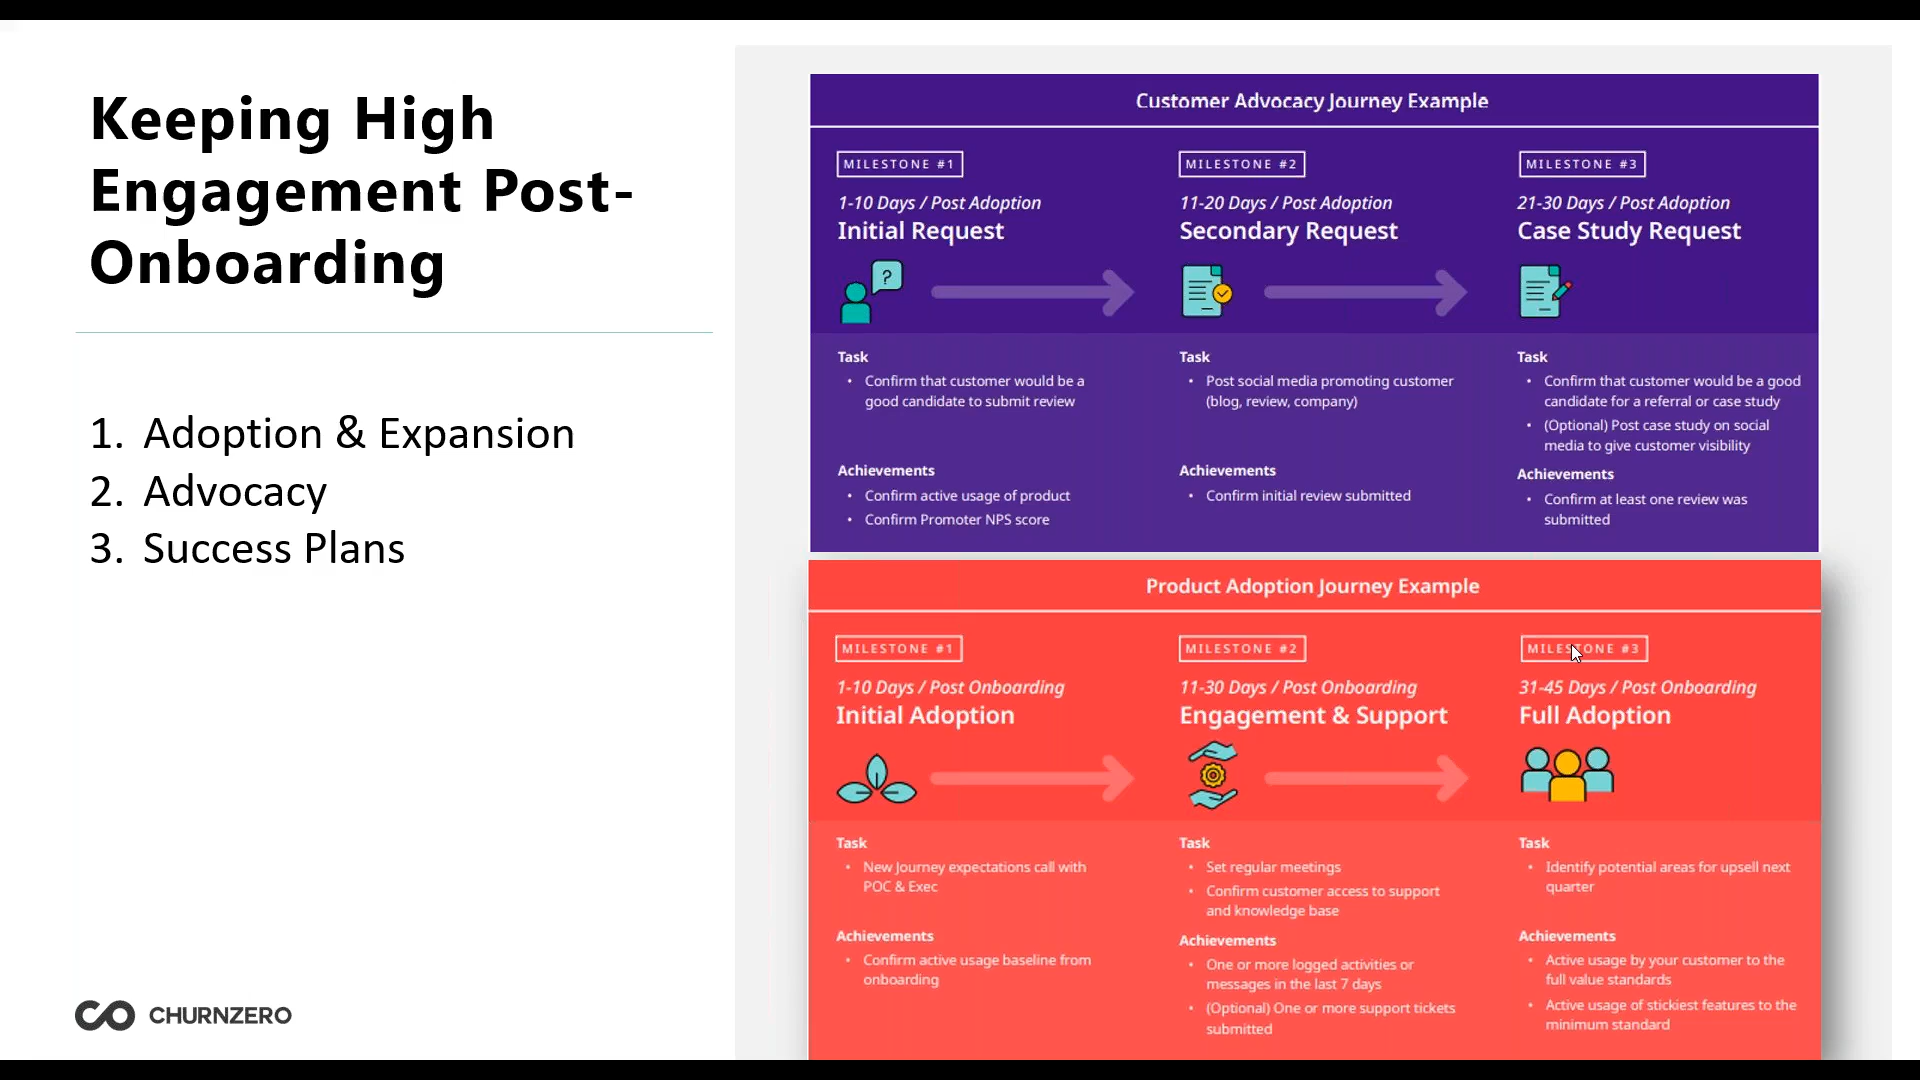 Keeping High
Engagement Post-
Onboarding
1. Adoption & Expansion
2. Advocacy
3. Success Plans
CHURNZERO
Customer Advocacy Journey Example
MILESTONE #1
1-10 Days / Post Adoption
Initial Request
?
Task
• Confirm that customer would be a
good candidate to submit review
Achievements
• Confirm active usage of product
• Confirm Promoter NPS score
MILESTONE #2
11-20 Days / Post Adoption
Secondary Request
Task
• Post social media promoting customer
(blog, review, company)
Achievements
• Confirm initial review submitted
MILESTONE #3
21-30 Days / Post Adoption
Case Study Request
Task
• Confirm that customer would be a good
candidate for a referral or case study
• (Optional) Post case study on social
media to give customer visibility
Achievements
• Confirm at least one review was
submitted
Product Adoption Journey Example
MILESTONE #1
1-10 Days / Post Onboarding
Initial Adoption
Task
• New Journey expectations call with
POC & Exec
Achievements
• Confirm active usage baseline from
onboarding
MILESTONE #2
11-30 Days / Post Onboarding
Engagement & Support
Task
• Set regular meetings
• Confirm customer access to support
and knowledge base
Achievements
• One or more logged activities or
messages in the last 7 days
• (Optional) One or more support tickets
submitted
MILESTONE #3
31-45 Days / Post Onboarding
Full Adoption
Task
• Identify potential areas for upsell next
quarter
Achievements
• Active usage by your customer to the
full value standards
• Active usage of stickiest features to the
minimum standard